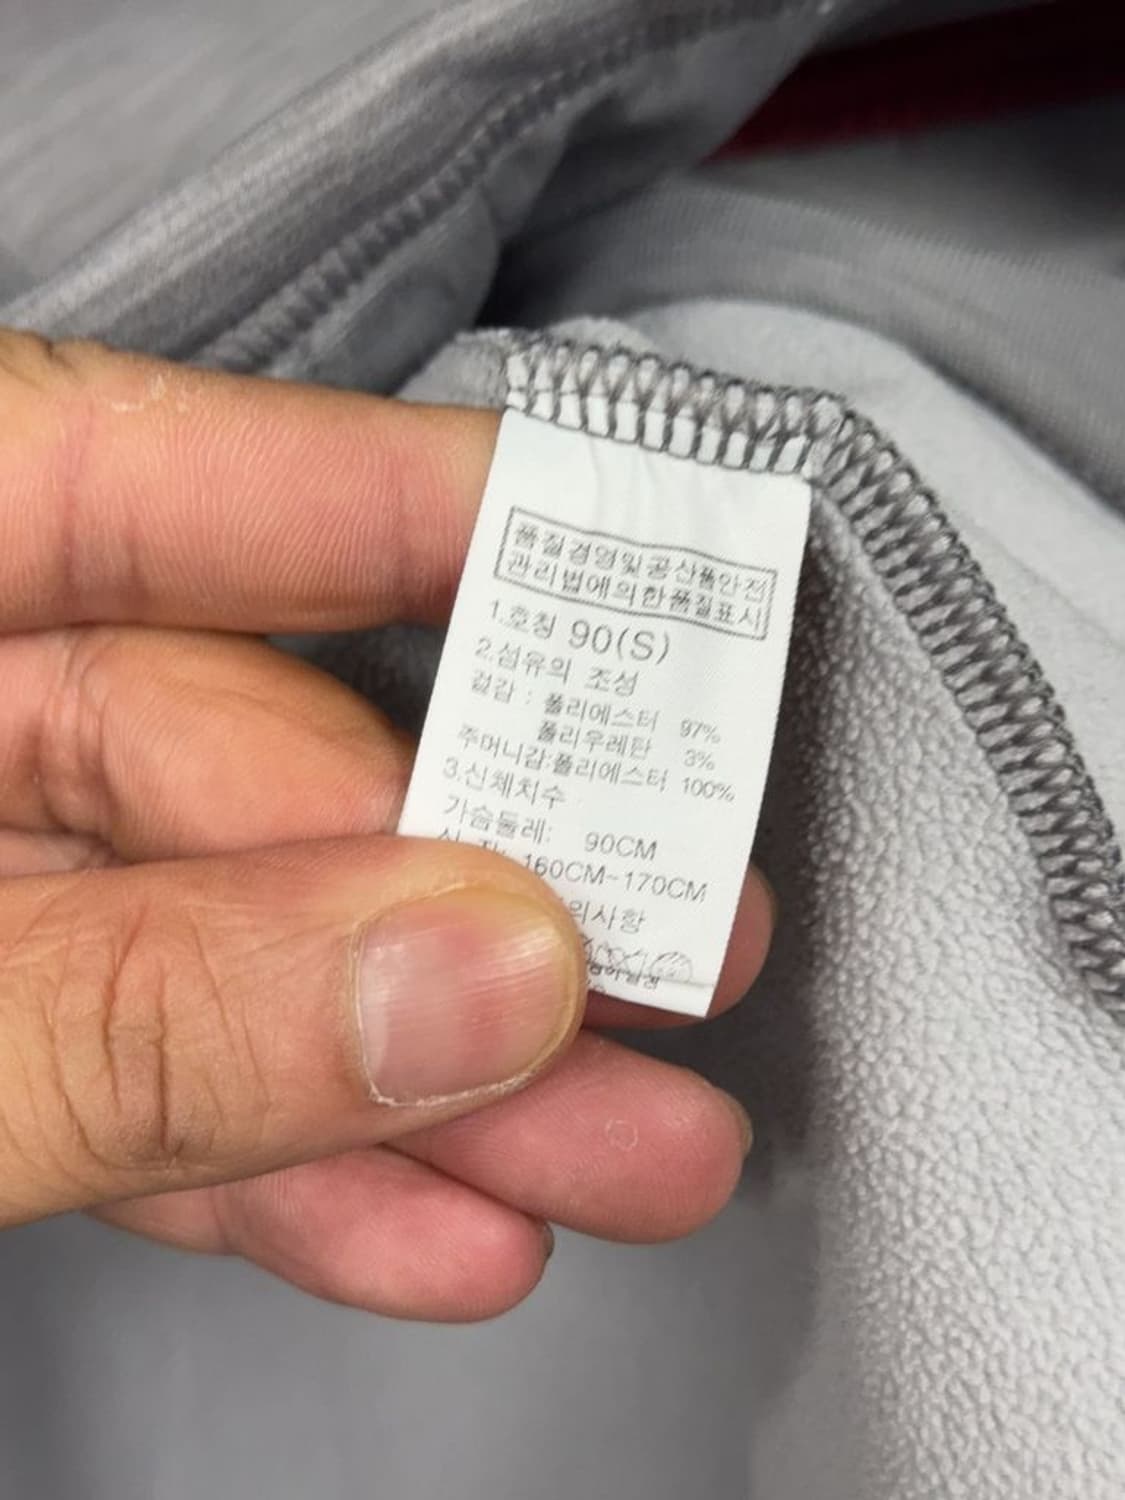 품질경영및공산품안전
관리법에의한품질표시
1.호칭 90(S)
2.섬유의 조성
겉감 : 폴리에스터 97%
폴리우레탄 3%
주머니감:폴리에스터 100%
3.신체치수
가슴둘레: 90CM
160CM~170CM
의사항